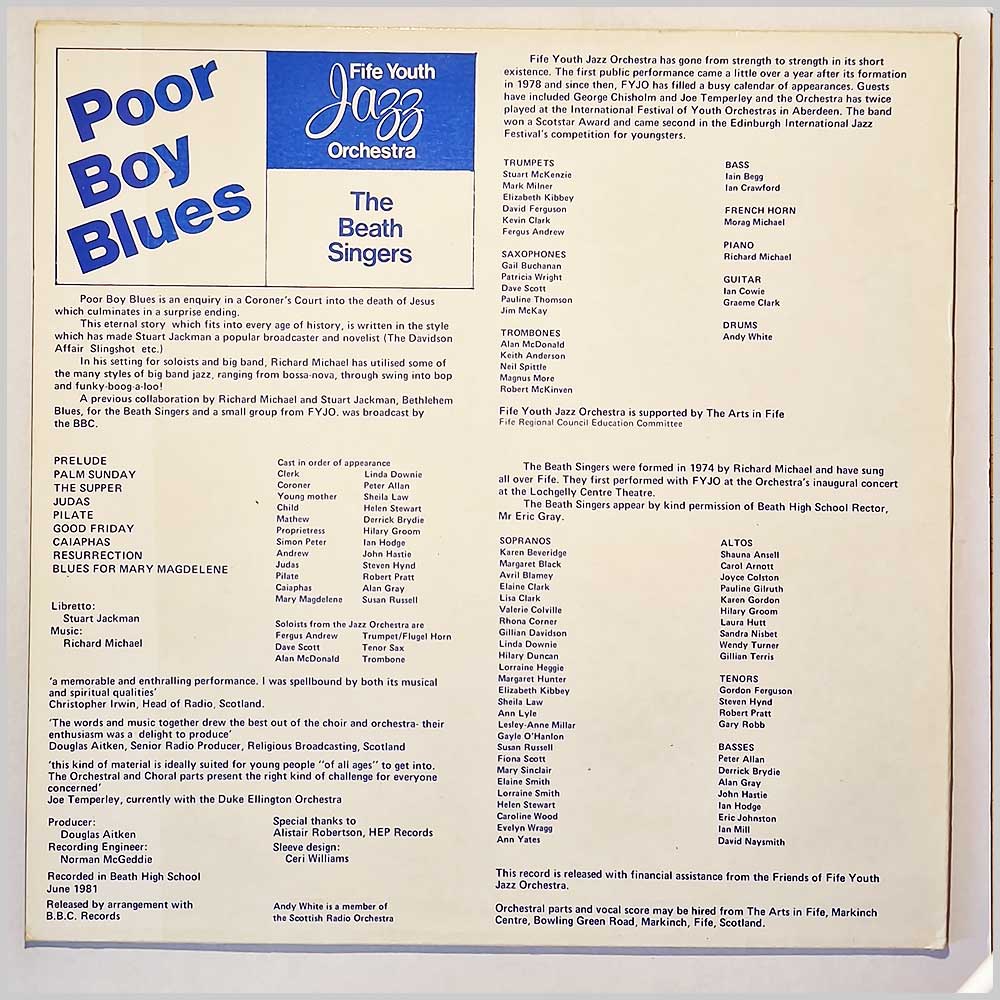 Poor
Boy
Blues
Fife Youth
Jazz
Orchestra
The
Beath
Singers
Poor Boy Blues is an enquiry in a Coroner's Court into the death of Jesus
which culminates in a surprise ending.
This eternal story which fits into every age of history, is written in the style
which has made Stuart Jackman a popular broadcaster and novelist (The Davidson
Affair Slingshot etc.)
In his setting for soloists and big band, Richard Michael has utilised some of
the many styles of big band jazz, ranging from bossa-nova, through swing into bop
and funky-boog-a-loo!
A previous collaboration by Richard Michael and Stuart Jackman, Bethlehem
Blues, for the Beath Singers and a small group from FYJO. was broadcast by
the BBC.
PRELUDE
PALM SUNDAY
THE SUPPER
JUDAS
PILATE
GOOD FRIDAY
CAIAPHAS
RESURRECTION
BLUES FOR MARY MAGDELENE
Libretto:
Stuart Jackman
Music:
Richard Michael
Cast in order of appearance
Clerk Linda Downie
Coroner Peter Allan
Young mother Sheila Law
Child Helen Stewart
Mathew Derrick Brydie
Proprietress Hilary Groom
Simon Peter Ian Hodge
Andrew John Hastie
Judas Steven Hynd
Pilate Robert Pratt
Caiaphas Alan Gray
Mary Magdelene Susan Russell
Soloists from the Jazz Orchestra are
Fergus Andrew Trumpet/Flugel Horn
Dave Scott Tenor Sax
Alan McDonald Trombone
'a memorable and enthralling performance. I was spellbound by both its musical
and spiritual qualities'
Christopher Irwin, Head of Radio, Scotland.
'The words and music together drew the best out of the choir and orchestra- their
enthusiasm was a delight to produce'
Douglas Aitken, Senior Radio Producer, Religious Broadcasting, Scotland
'this kind of material is ideally suited for young people "of all ages" to get into.
The Orchestral and Choral parts present the right kind of challenge for everyone
concerned'
Joe Temperley, currently with the Duke Ellington Orchestra
Producer:
Douglas Aitken
Recording Engineer:
Norman McGeddie
Recorded in Beath High School
June 1981
Released by arrangement with
B.B.C. Records
Special thanks to
Alistair Robertson, HEP Records
Sleeve design:
Ceri Williams
Andy White is a member of
the Scottish Radio Orchestra
Fife Youth Jazz Orchestra has gone from strength to strength in its short
existence. The first public performance came a little over a year after its formation
in 1978 and since then, FYJO has filled a busy calendar of appearances. Guests
have included George Chisholm and Joe Temperley and the Orchestra has twice
played at the International Festival of Youth Orchestras in Aberdeen. The band
won a Scotstar Award and came second in the Edinburgh International Jazz
Festival's competition for youngsters.
TRUMPETS
Stuart McKenzie
Mark Milner
Elizabeth Kibbey
David Ferguson
Kevin Clark
Fergus Andrew
SAXOPHONES
Gail Buchanan
Patricia Wright
Dave Scott
Pauline Thomson
Jim McKay
TROMBONES
Alan McDonald
Keith Anderson
Neil Spittle
Magnus More
Robert McKinven
BASS
Iain Begg
Ian Crawford
FRENCH HORN
Morag Michael
PIANO
Richard Michael
GUITAR
Ian Cowie
Graeme Clark
DRUMS
Andy White
Fife Youth Jazz Orchestra is supported by The Arts in Fife
Fife Regional Council Education Committee
The Beath Singers were formed in 1974 by Richard Michael and have sung
all over Fife. They first performed with FYJO at the Orchestra's inaugural concert
at the Lochgelly Centre Theatre.
The Beath Singers appear by kind permission of Beath High School Rector,
Mr Eric Gray.
SOPRANOS
Karen Beveridge
Margaret Black
Avril Blamey
Elaine Clark
Lisa Clark
Valerie Colville
Rhona Corner
Gillian Davidson
Linda Downie
Hilary Duncan
Lorraine Heggie
Margaret Hunter
Elizabeth Kibbey
Sheila Law
Ann Lyle
Lesley-Anne Millar
Gayle O'Hanlon
Susan Russell
Fiona Scott
Mary Sinclair
Elaine Smith
Lorraine Smith
Helen Stewart
Caroline Wood
Evelyn Wragg
Ann Yates
ALTOS
Shauna Ansell
Carol Arnott
Joyce Colston
Pauline Gilruth
Karen Gordon
Hilary Groom
Laura Hutt
Sandra Nisbet
Wendy Turner
Gillian Terris
TENORS
Gordon Ferguson
Steven Hynd
Robert Pratt
Gary Robb
BASSES
Peter Allan
Derrick Brydie
Alan Gray
John Hastie
Ian Hodge
Eric Johnston
Ian Mill
David Naysmith
This record is released with financial assistance from the Friends of Fife Youth
Jazz Orchestra.
Orchestral parts and vocal score may be hired from The Arts in Fife, Markinch
Centre, Bowling Green Road, Markinch, Fife, Scotland.